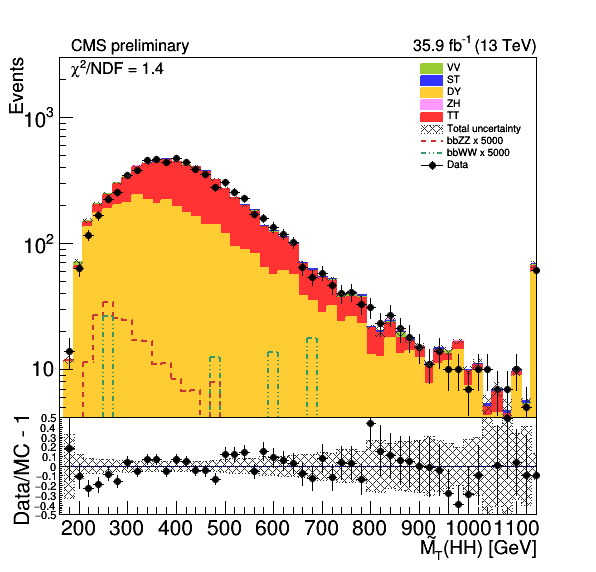 CMS preliminary 35.9 fb⁻¹ (13 TeV)
χ²/NDF = 1.4
Events
10³
10²
10
VV
ST
DY
ZH
TT
Total uncertainty
bbZZ x 5000
bbWW x 5000
Data
Data/MC - 1
0.5
0.4
0.3
0.2
0.1
0
-0.1
-0.2
-0.3
-0.4
-0.5
200 300 400 500 600 700 800 900 1000 1100
M̃_T(HH) [GeV]